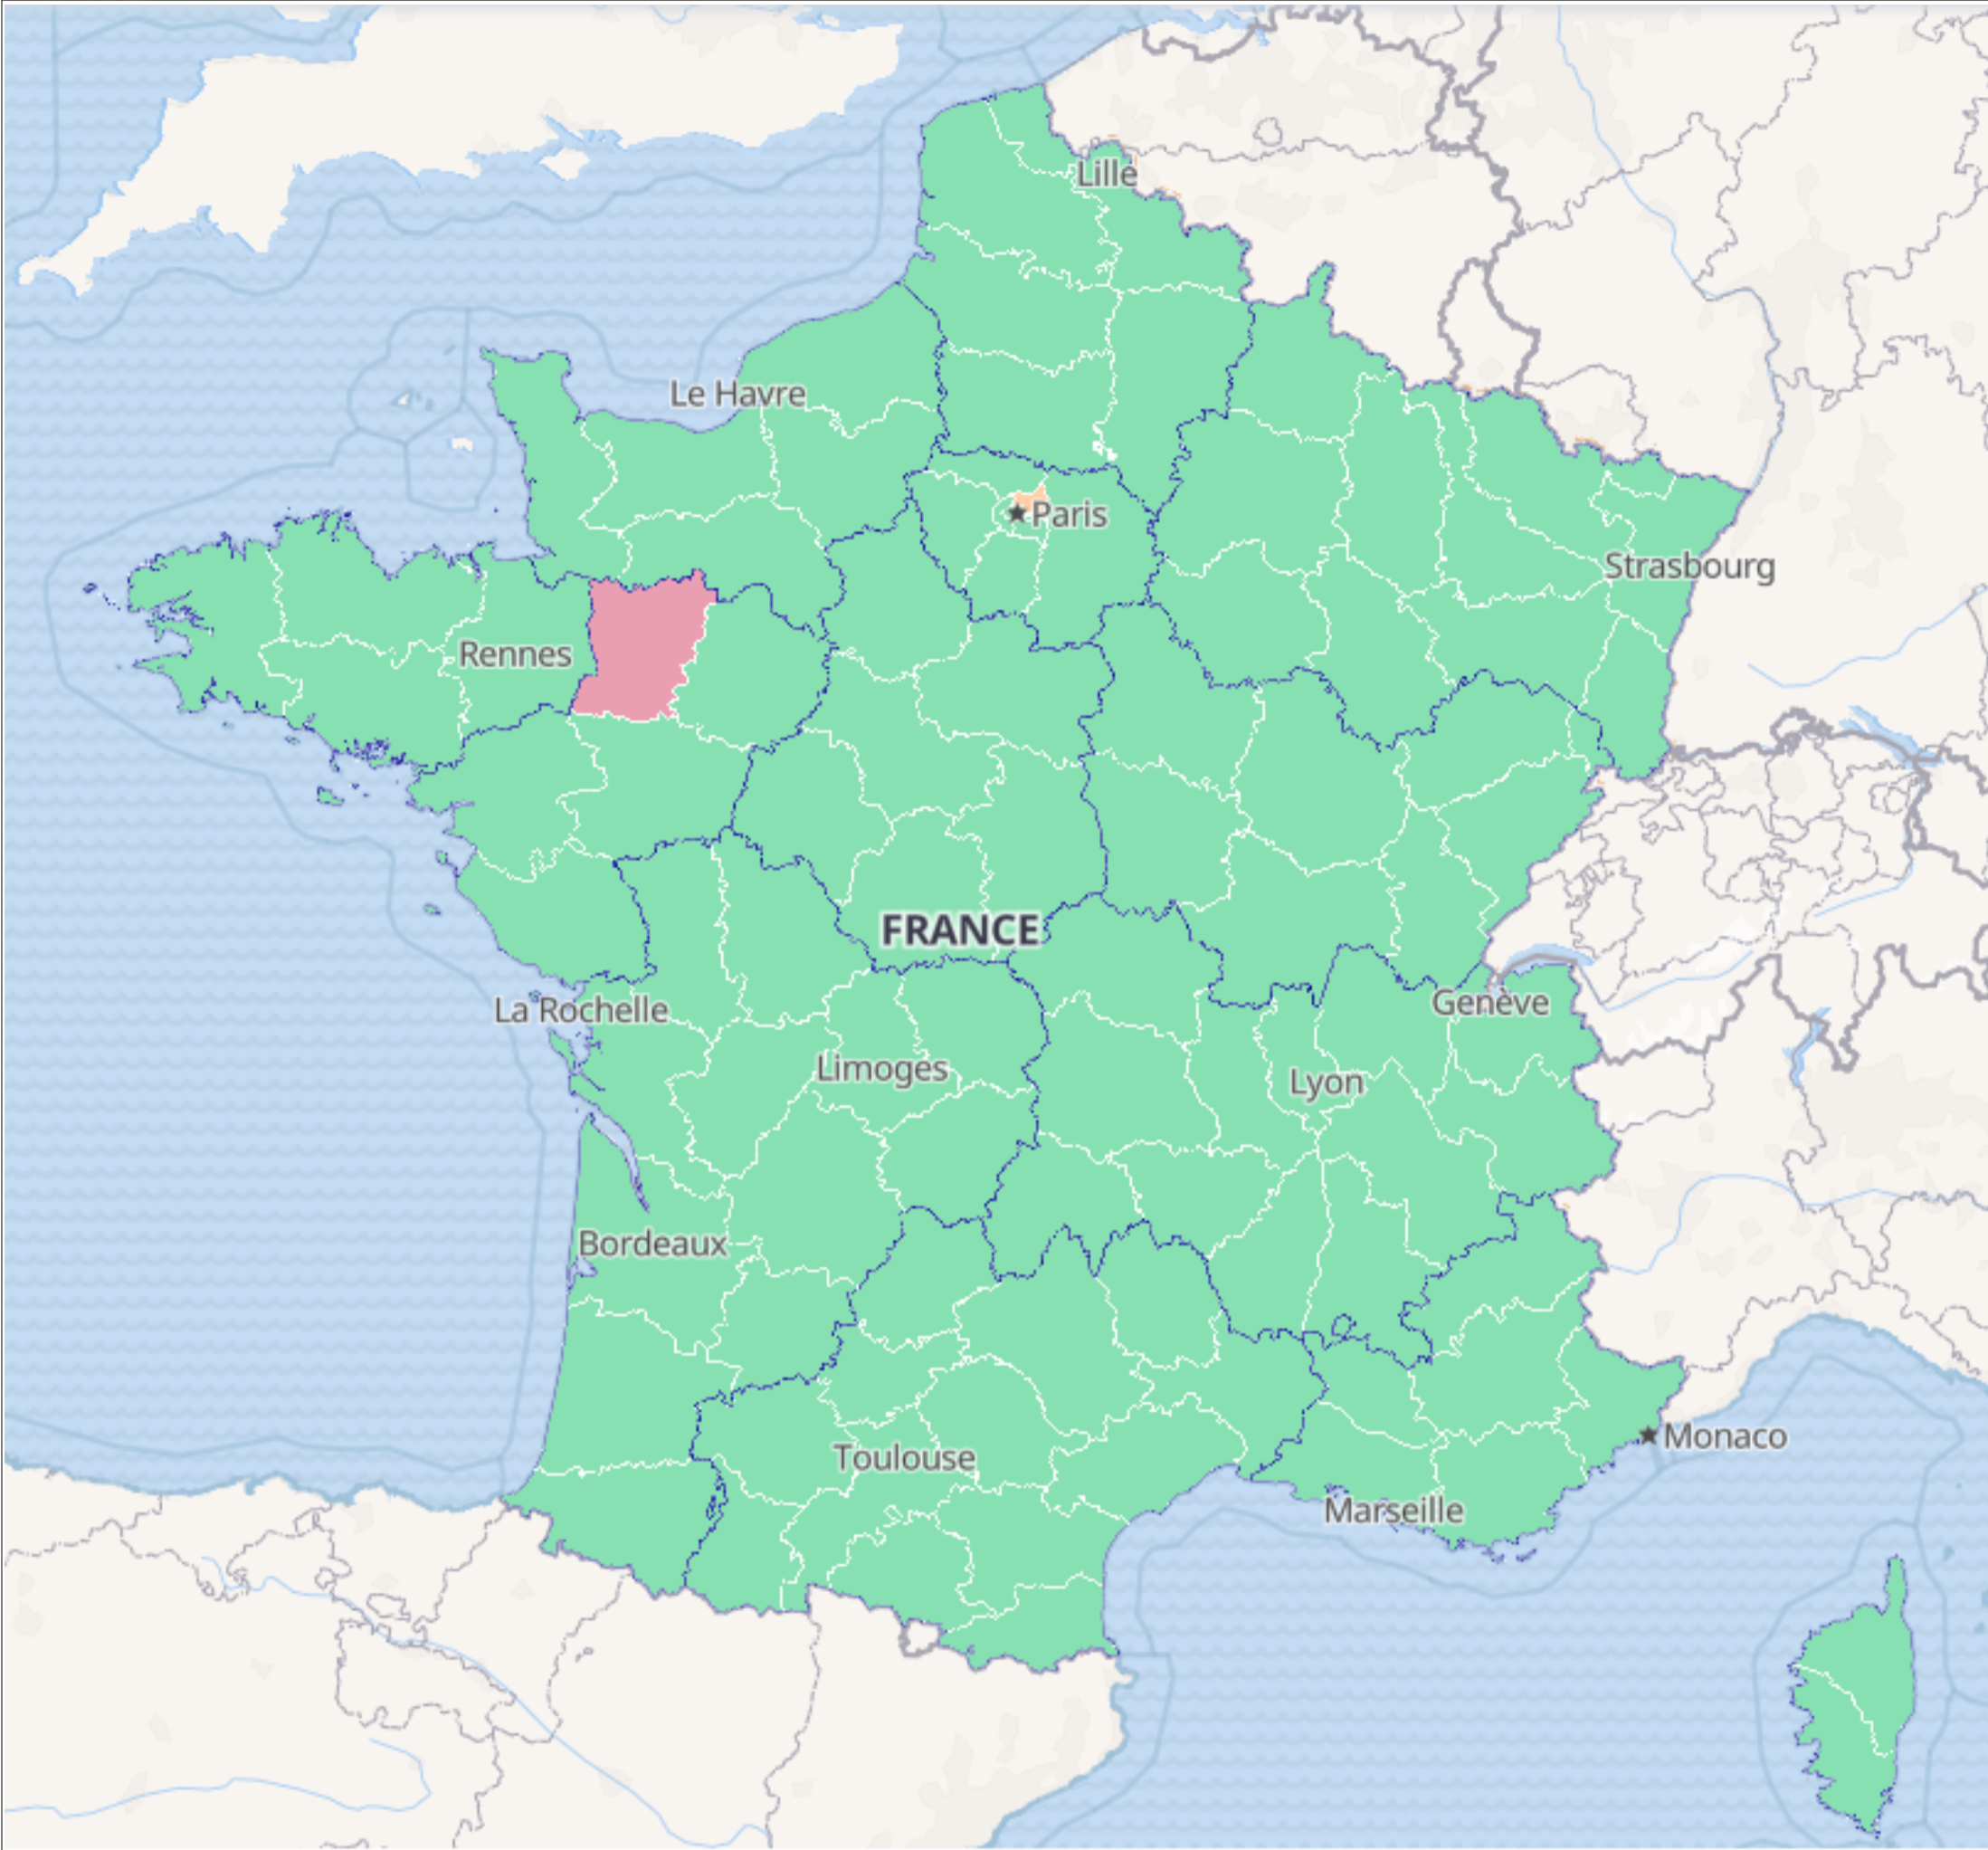 Lille
Le Havre
Paris
Strasbourg
Rennes
FRANCE
La Rochelle
Genève
Limoges
Lyon
Bordeaux
Monaco
Toulouse
Marseille